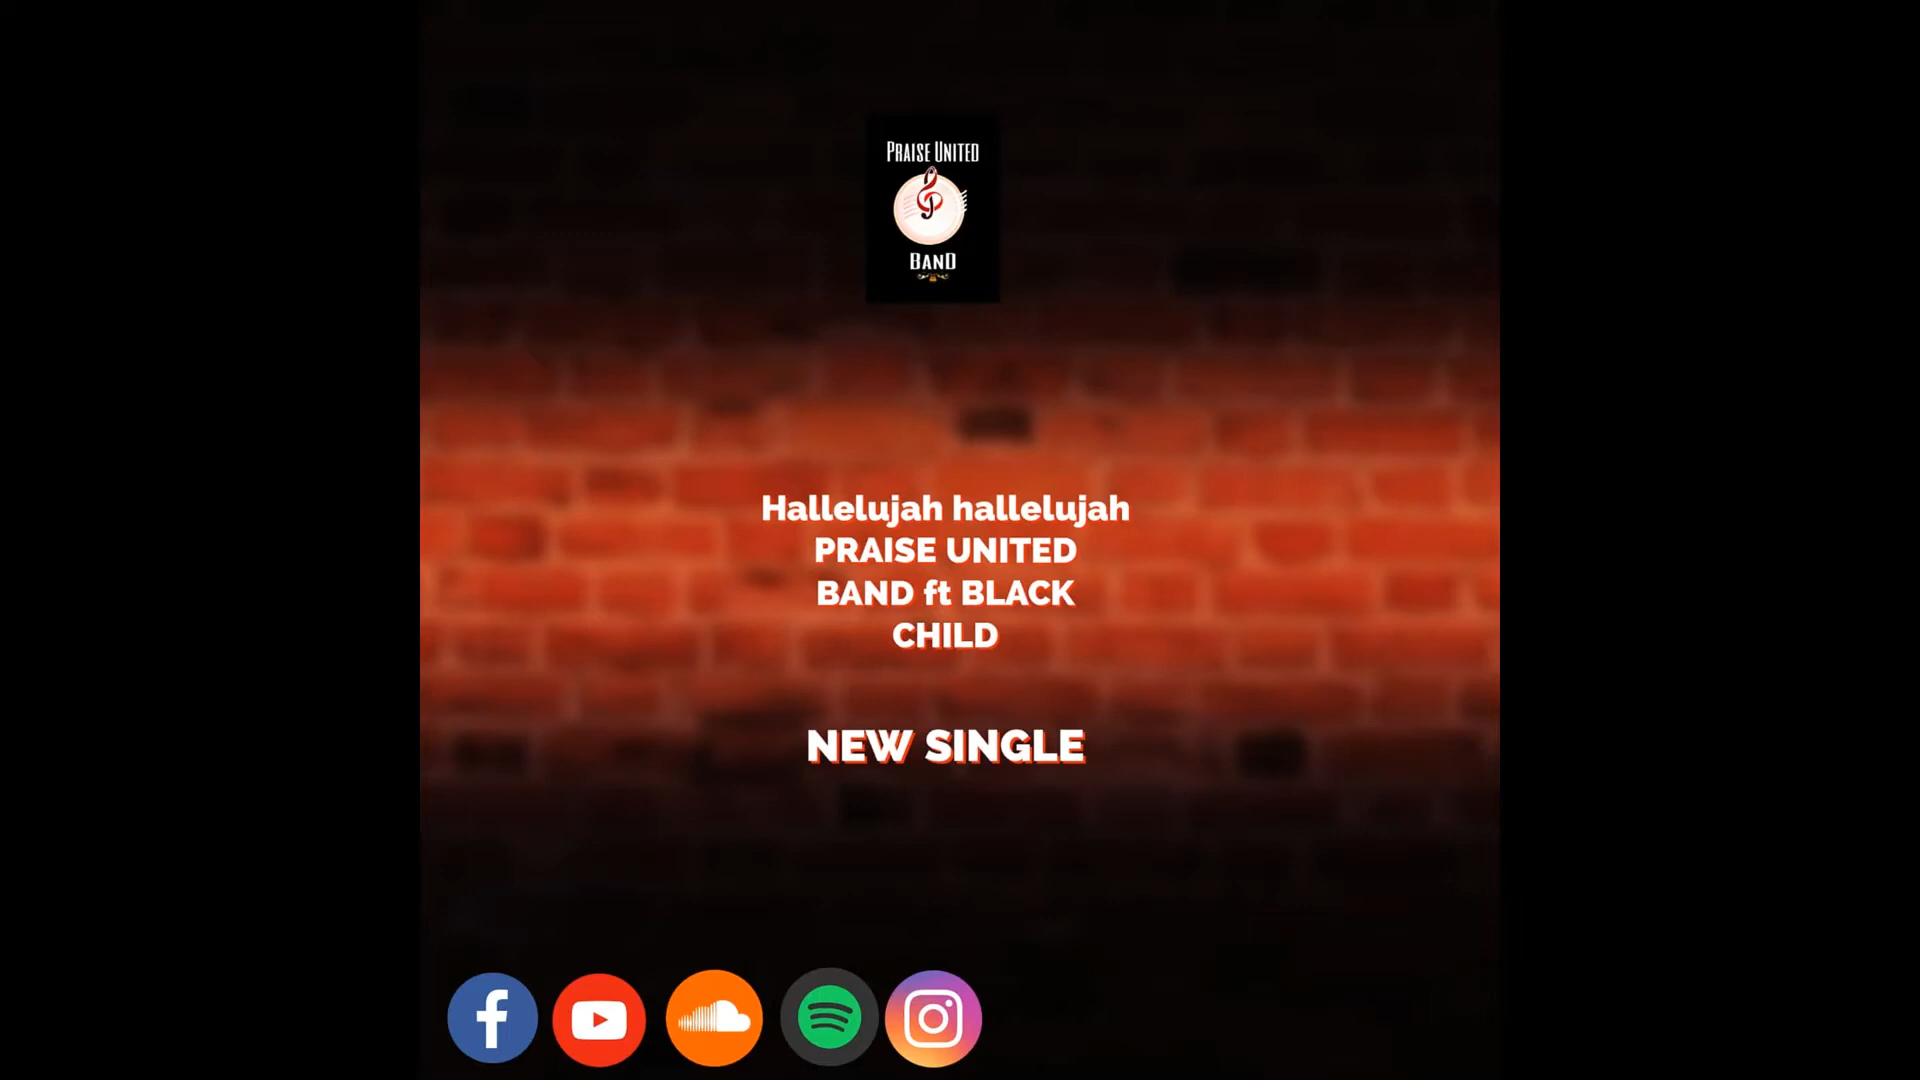 PRAISE UNITED
BAND
Hallelujah hallelujah
PRAISE UNITED
BAND ft BLACK
CHILD
NEW SINGLE